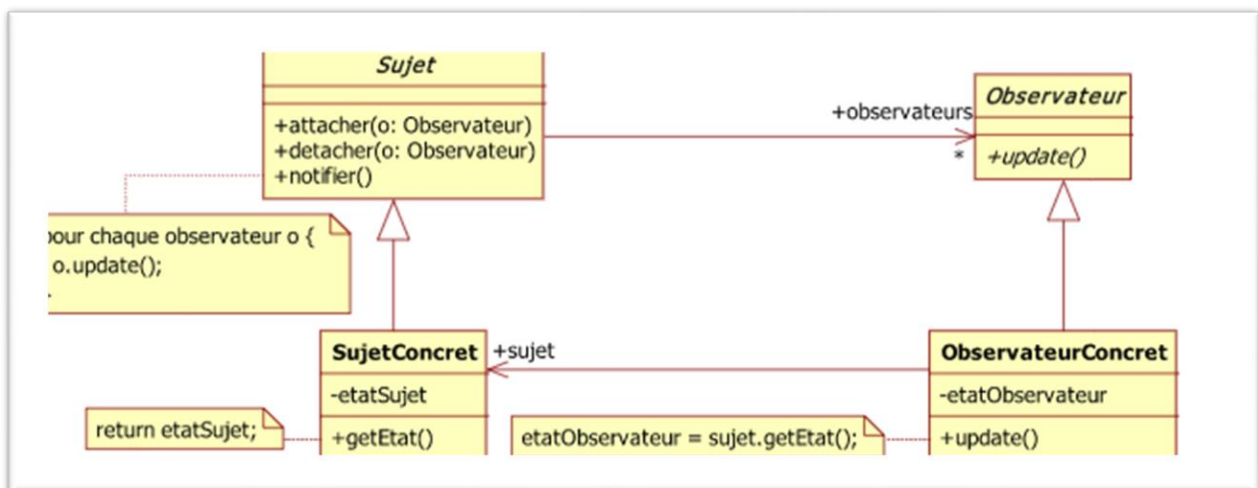 Sujet
+attacher(o: Observateur)
+detacher(o: Observateur)
+notifier()
+observateurs
*
Observateur
+update()
pour chaque observateur o {
o.update();
SujetConcret
-etatSujet
+getEtat()
return etatSujet;
+sujet
etatObservateur = sujet.getEtat();
ObservateurConcret
-etatObservateur
+update()